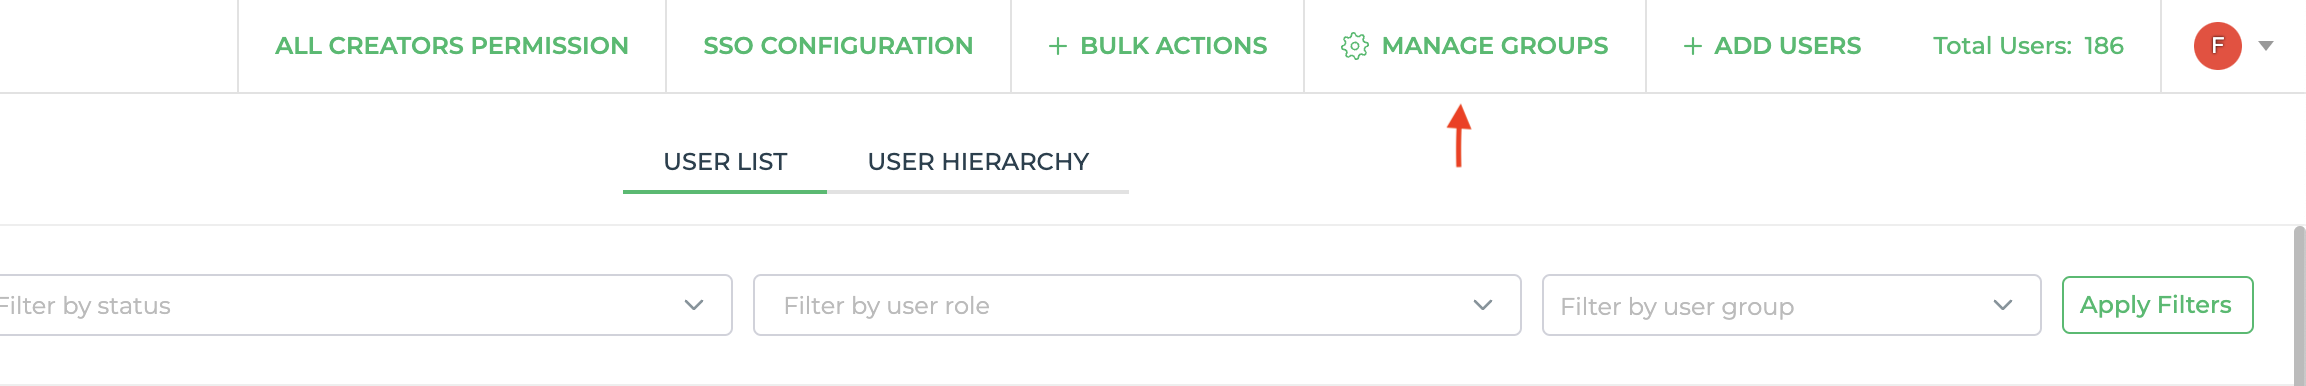 ALL CREATORS PERMISSION
SSO CONFIGURATION
+ BULK ACTIONS
MANAGE GROUPS
+ ADD USERS
Total Users: 186
F
USER LIST
USER HIERARCHY
Filter by status
Filter by user role
Filter by user group
Apply Filters